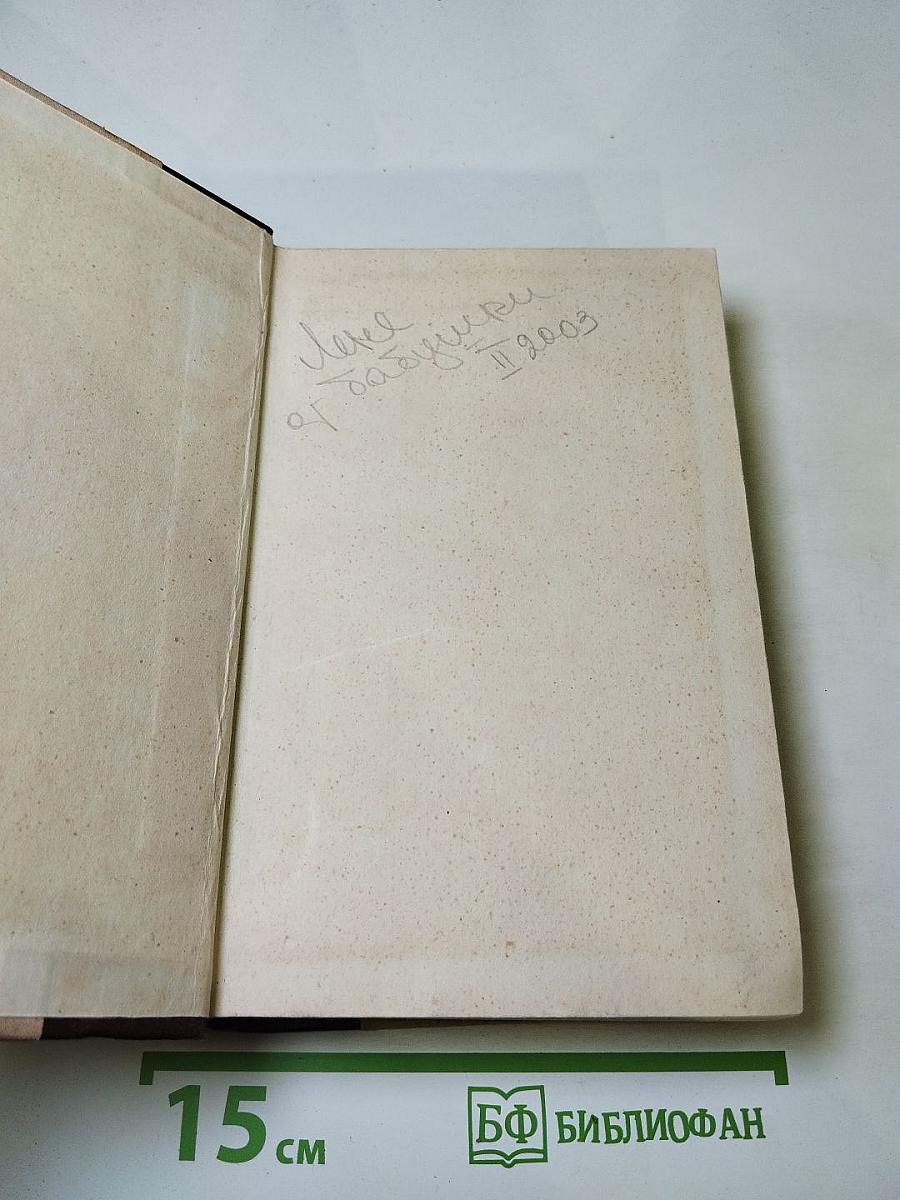 Лене
от бабушки
II 2003
15 см
БФ БИБЛИОФАН